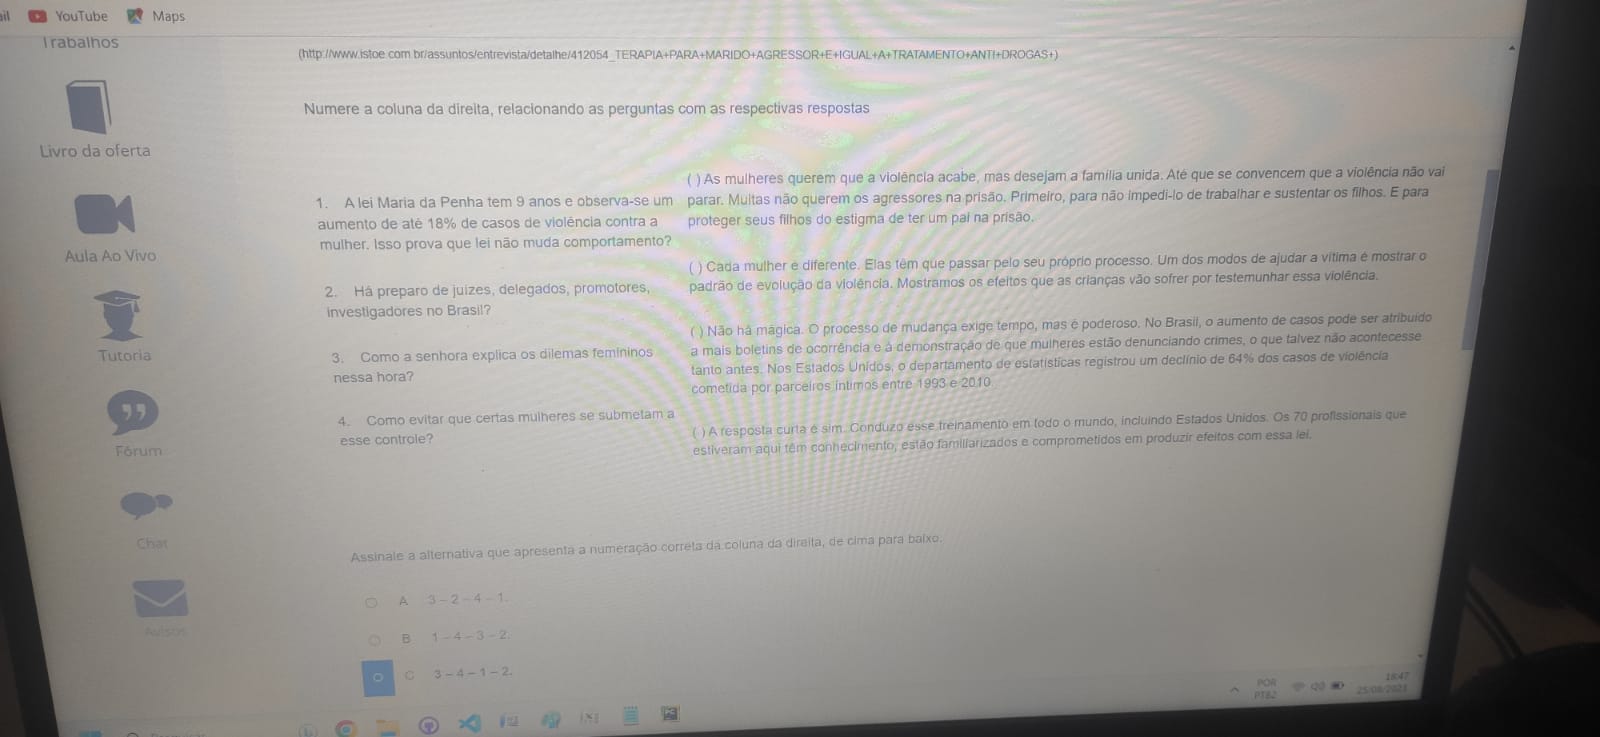 ail YouTube Maps
Trabalhos
Livro da oferta
Aula Ao Vivo
Tutoria
Fórum
Chat
Avisos
(http://www.istoe.com.br/assuntos/entrevista/detalhe/412054_TERAPIA+PARA+MARIDO+AGRESSOR+E+IGUAL+A+TRATAMENTO+ANTI+DROGAS+)
Numere a coluna da direita, relacionando as perguntas com as respectivas respostas
1. A lei Maria da Penha tem 9 anos e observa-se um
aumento de até 18% de casos de violência contra a
mulher. Isso prova que lei não muda comportamento?
2. Há preparo de juízes, delegados, promotores,
investigadores no Brasil?
3. Como a senhora explica os dilemas femininos
nessa hora?
4. Como evitar que certas mulheres se submetam a
esse controle?
( ) As mulheres querem que a violência acabe, mas desejam a família unida. Até que se convencem que a violência não vai
parar. Muitas não querem os agressores na prisão. Primeiro, para não impedi-lo de trabalhar e sustentar os filhos. E para
proteger seus filhos do estigma de ter um pai na prisão.
( ) Cada mulher é diferente. Elas têm que passar pelo seu próprio processo. Um dos modos de ajudar a vítima é mostrar o
padrão de evolução da violência. Mostramos os efeitos que as crianças vão sofrer por testemunhar essa violência.
( ) Não há mágica. O processo de mudança exige tempo, mas é poderoso. No Brasil, o aumento de casos pode ser atribuído
a mais boletins de ocorrência e à demonstração de que mulheres estão denunciando crimes, o que talvez não acontecesse
tanto antes. Nos Estados Unidos, o departamento de estatísticas registrou um declínio de 64% dos casos de violência
cometida por parceiros íntimos entre 1993 e 2010
( ) A resposta curta é sim. Conduzo esse treinamento em todo o mundo, incluindo Estados Unidos. Os 70 profissionais que
estiveram aqui têm conhecimento, estão familiarizados e comprometidos em produzir efeitos com essa lei.
Assinale a alternativa que apresenta a numeração correta da coluna da direita, de cima para baixo.
A 3 – 2 – 4 – 1.
B 1 – 4 – 3 – 2.
C 3 – 4 – 1 – 2.
POR
PTB2
18:47